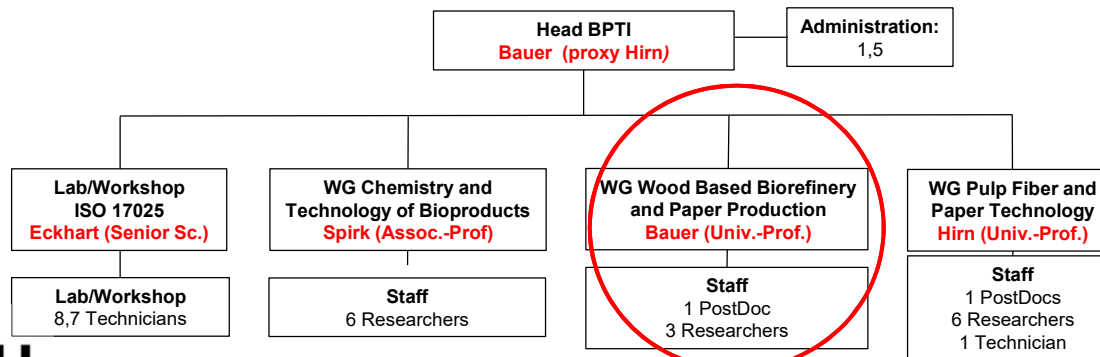 Head BPTI
Bauer (proxy Hirn)
Administration:
1,5
Lab/Workshop
ISO 17025
Eckhart (Senior Sc.)
WG Chemistry and
Technology of Bioproducts
Spirk (Assoc.-Prof)
WG Wood Based Biorefinery
and Paper Production
Bauer (Univ.-Prof.)
WG Pulp Fiber and
Paper Technology
Hirn (Univ.-Prof.)
Lab/Workshop
8,7 Technicians
Staff
6 Researchers
Staff
1 PostDoc
3 Researchers
Staff
1 PostDocs
6 Researchers
1 Technician